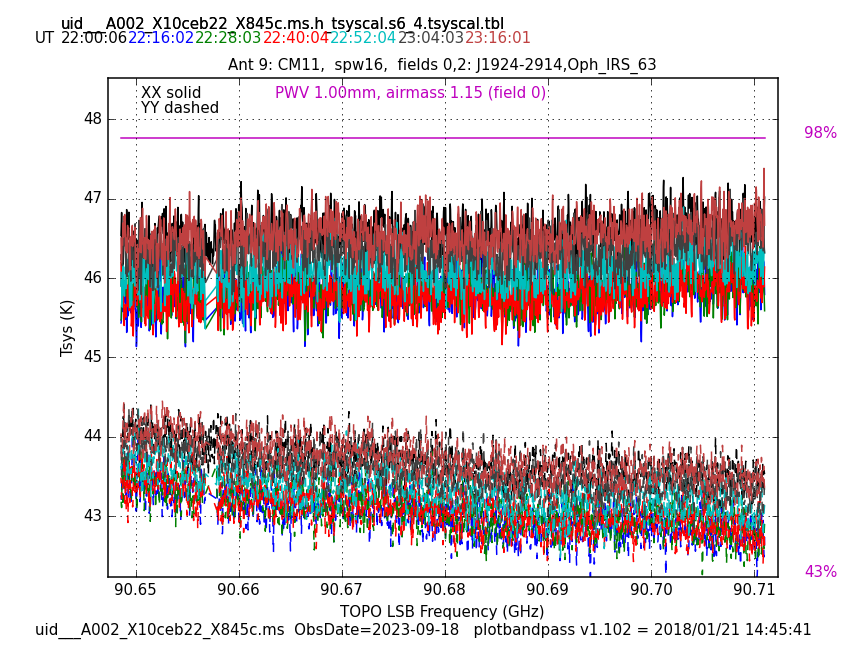 uid___A002_X10ceb22_X845c.ms.h_tsyscal.s6_4.tsyscal.tbl
UT 22:00:06 22:16:02 22:28:03 22:40:04 22:52:04 23:04:03 23:16:01
Ant 9: CM11,  spw16,  fields 0,2: J1924-2914,Oph_IRS_63
XX solid
PWV 1.00mm, airmass 1.15 (field 0)
YY dashed
48
98%
47
46
Tsys (K)
45
44
43
43%
90.65 90.66 90.67 90.68 90.69 90.70 90.71
TOPO LSB Frequency (GHz)
uid___A002_X10ceb22_X845c.ms  ObsDate=2023-09-18   plotbandpass v1.102 = 2018/01/21 14:45:41